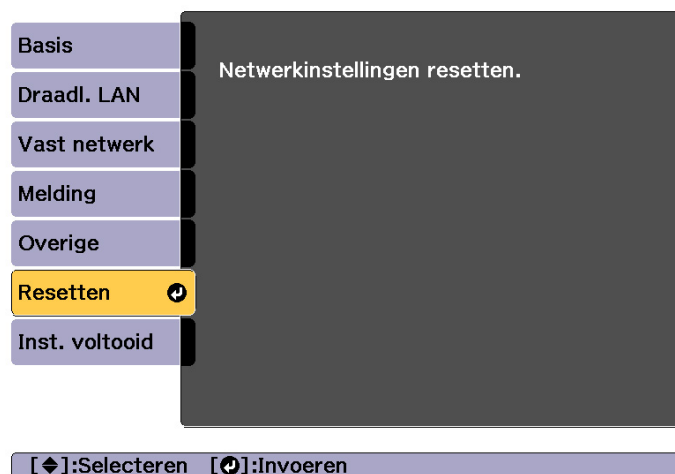 Basis
Draadl. LAN
Vast netwerk
Melding
Overige
Resetten
Inst. voltooid
Netwerkinstellingen resetten.
[◆]:Selecteren [↵]:Invoeren